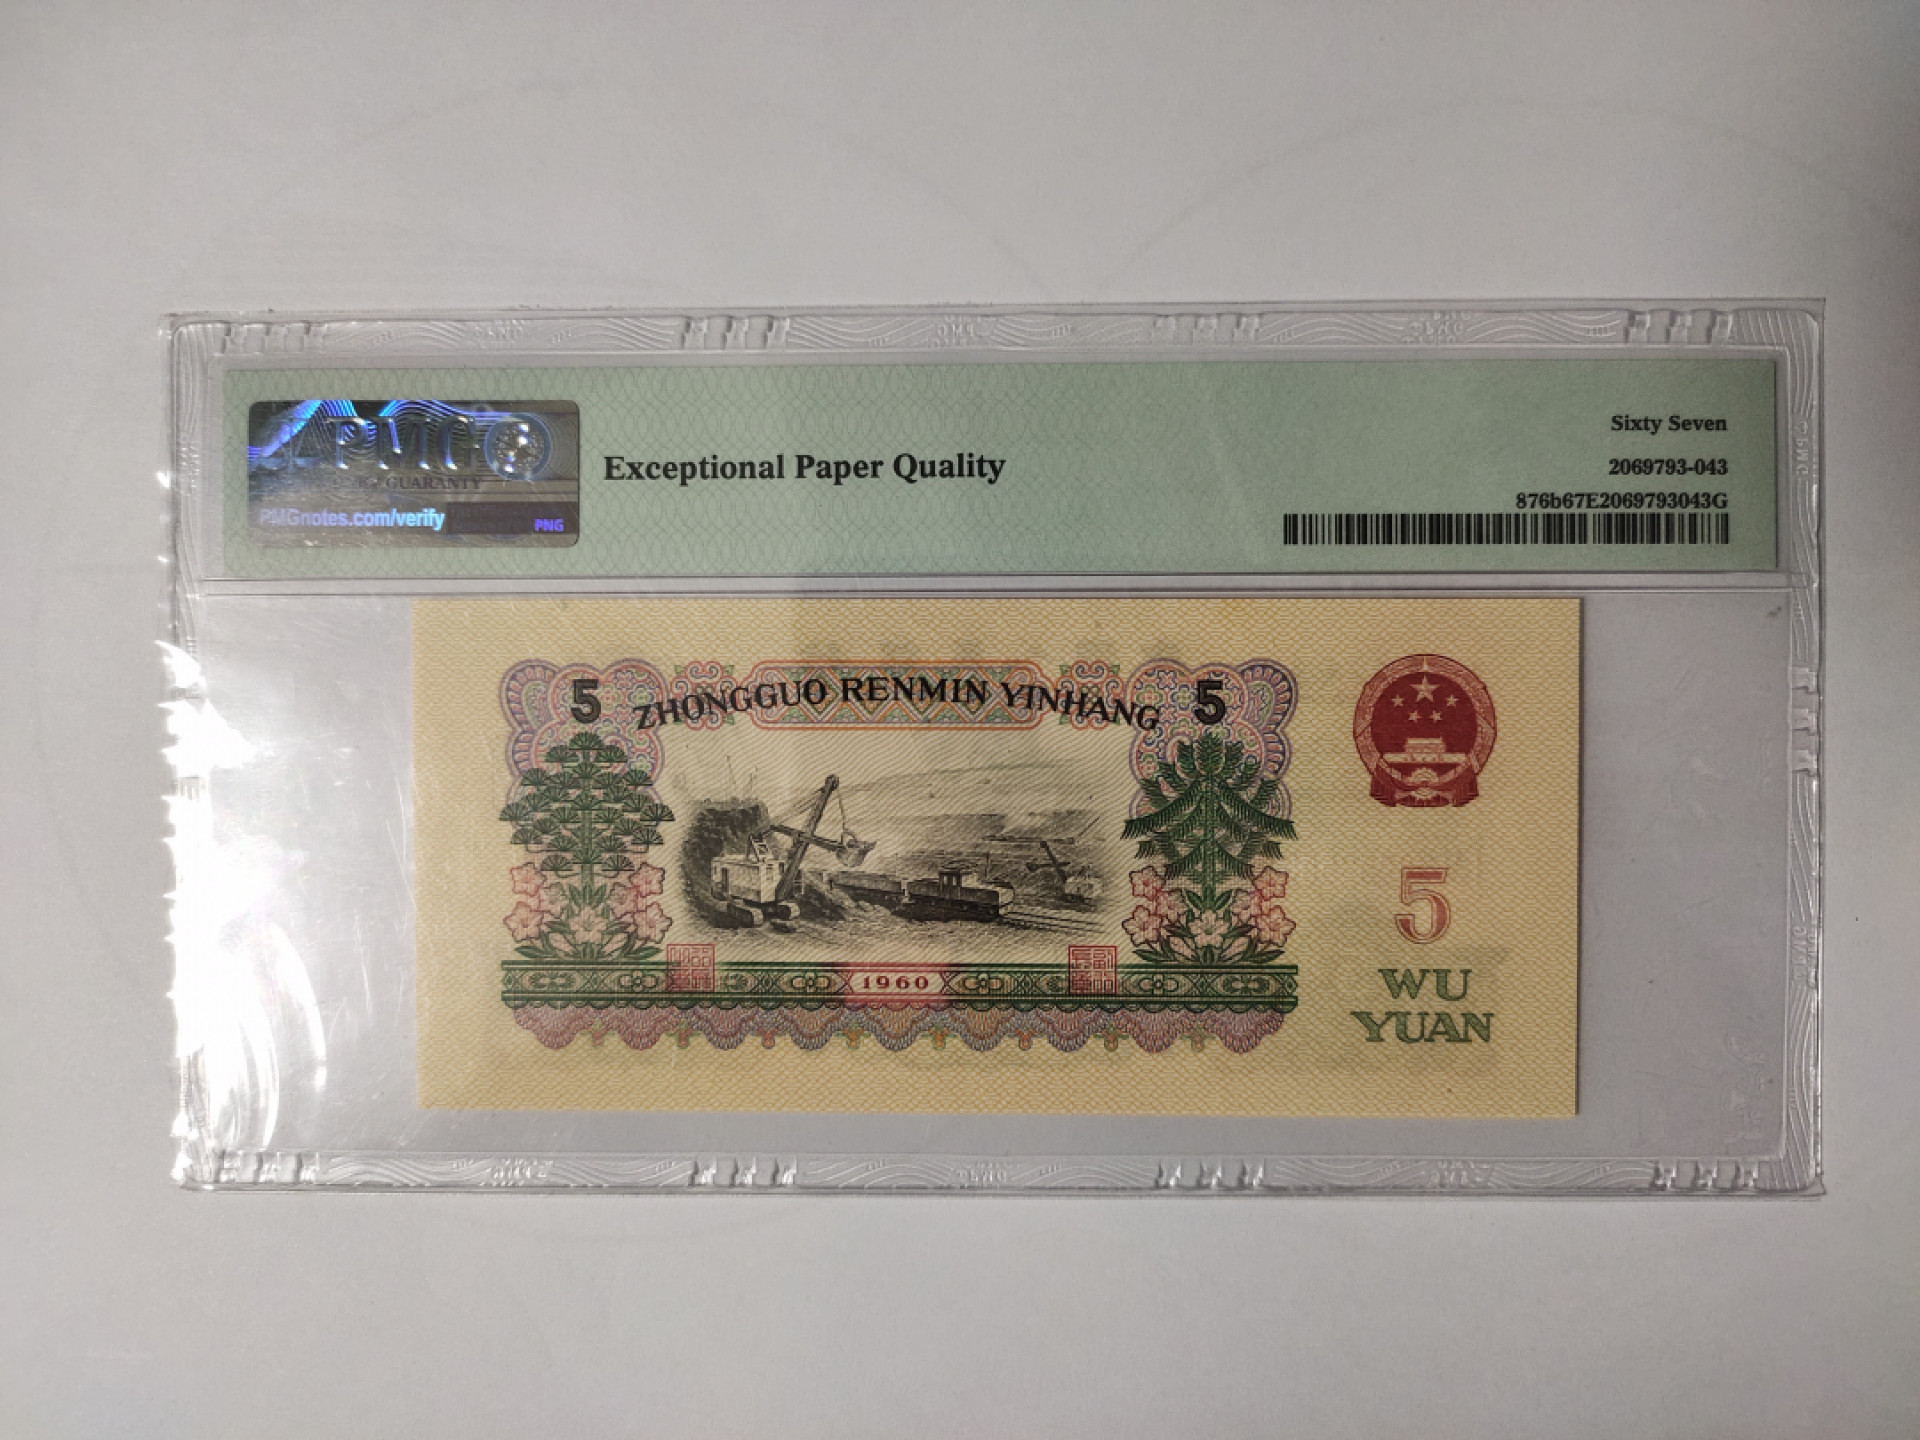 PMG
GUARANTY
PMGnotes.com/verify
PNG
Exceptional Paper Quality
Sixty Seven
2069793-043
876b67E2069793043G
5 ZHONGGUO RENMIN YINHANG 5
1960
5
WU
YUAN